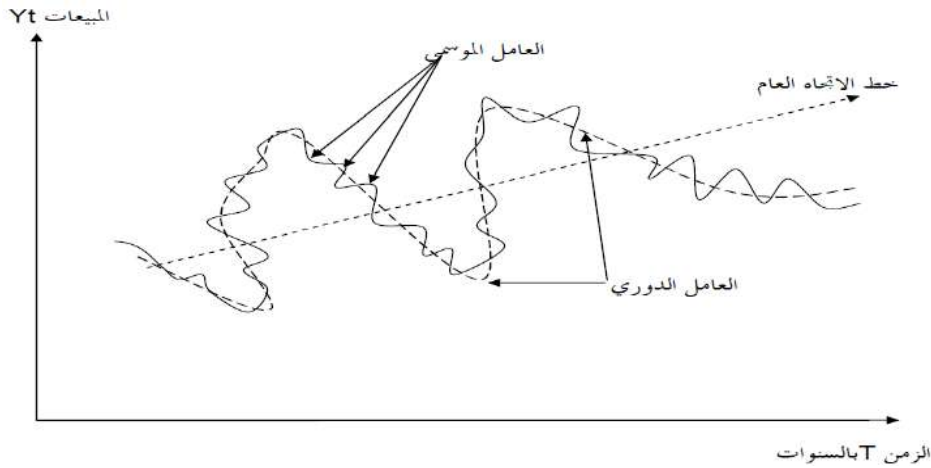 المبيعات Yt
العامل الموسمي
خط الاتجاه العام
العامل الدوري
الزمن T بالسنوات